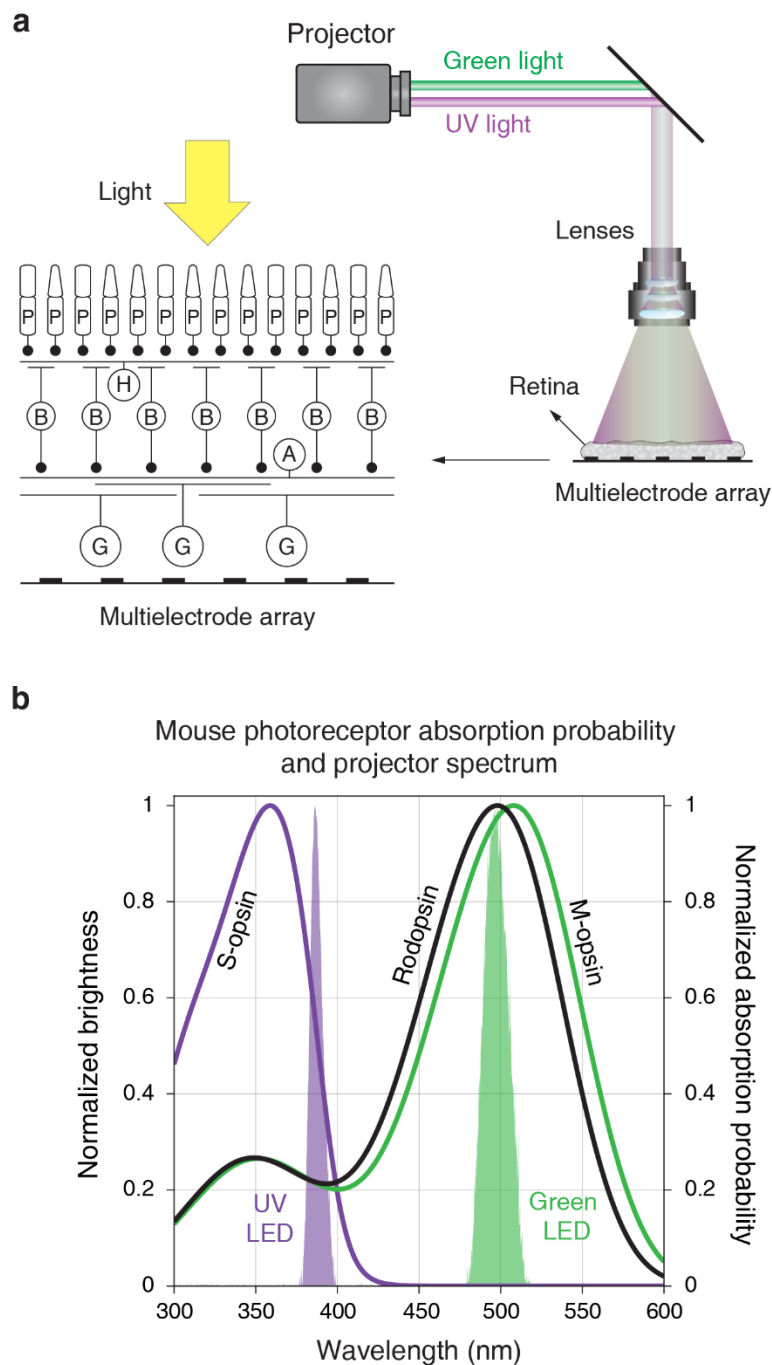 a
Projector
Green light
UV light
Light
Lenses
P P P P P P P P P P P P P P
H
B B B B B B B
A
Retina
G G G
Multielectrode array
Multielectrode array
b
Mouse photoreceptor absorption probability
and projector spectrum
Normalized brightness
1
0.8
0.6
0.4
0.2
0
S-opsin
Rodopsin
M-opsin
UV
LED
Green
LED
1
0.8
0.6
0.4
0.2
0
Normalized absorption probability
300 350 400 450 500 550 600
Wavelength (nm)